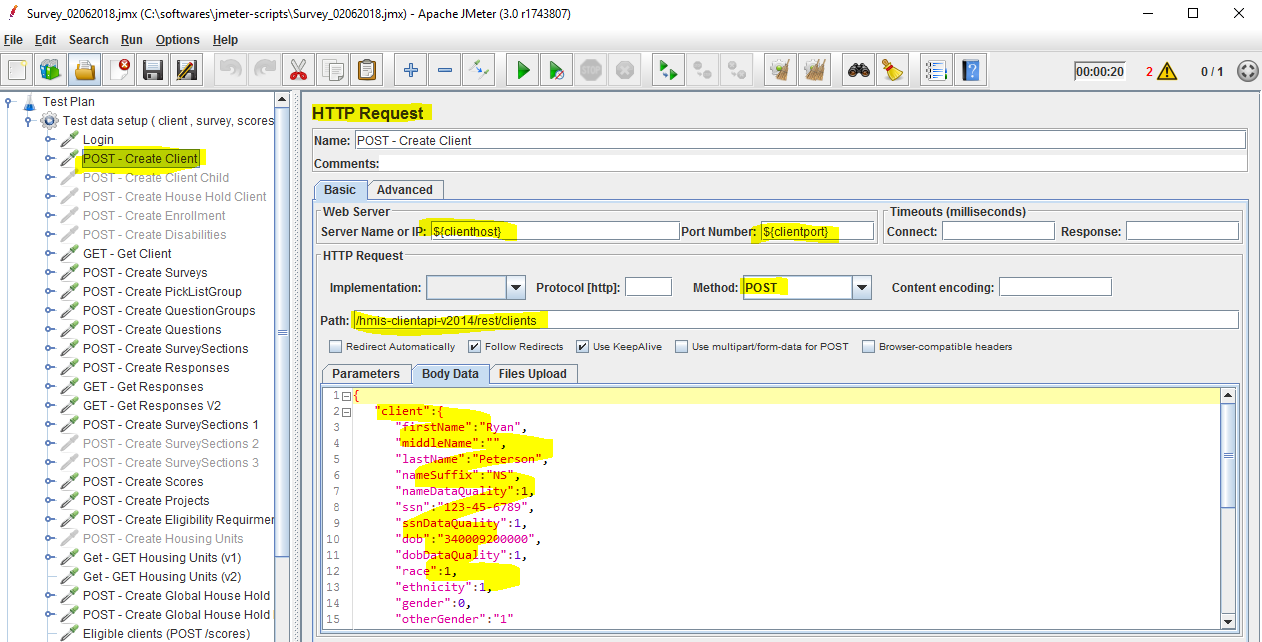 Survey_02062018.jmx (C:\softwares\jmeter-scripts\Survey_02062018.jmx) - Apache JMeter (3.0 r1743807)
File Edit Search Run Options Help
STOP
?
00:00:20 2 0 / 1
Test Plan
Test data setup ( client , survey, scores
Login
POST - Create Client
POST - Create Client Child
POST - Create House Hold Client
POST - Create Enrollment
POST - Create Disabilities
GET - Get Client
POST - Create Surveys
POST - Create PickListGroup
POST - Create QuestionGroups
POST - Create Questions
POST - Create SurveySections
POST - Create Responses
GET - Get Responses
GET - Get Responses V2
POST - Create SurveySections 1
POST - Create SurveySections 2
POST - Create SurveySections 3
POST - Create Scores
POST - Create Projects
POST - Create Eligibility Requirmer
POST - Create Housing Units
Get - GET Housing Units (v1)
Get - GET Housing Units (v2)
POST - Create Global House Hold
POST - Create Global House Hold
Eligible clients (POST /scores)
HTTP Request
Name: POST - Create Client
Comments:
Basic Advanced
Web Server
Server Name or IP: ${clienthost} Port Number: ${clientport}
Timeouts (milliseconds)
Connect: Response:
HTTP Request
Implementation: Protocol [http]: Method: POST Content encoding:
Path: /hmis-clientapi-v2014/rest/clients
Redirect Automatically Follow Redirects Use KeepAlive Use multipart/form-data for POST Browser-compatible headers
Parameters Body Data Files Upload
1 {
2 "client":{
3 "firstName":"Ryan",
4 "middleName":"",
5 "lastName":"Peterson",
6 "nameSuffix":"NS",
7 "nameDataQuality":1,
8 "ssn":"123-45-6789",
9 "ssnDataQuality":1,
10 "dob":"340009200000",
11 "dobDataQuality":1,
12 "race":1,
13 "ethnicity":1,
14 "gender":0,
15 "otherGender":"1"